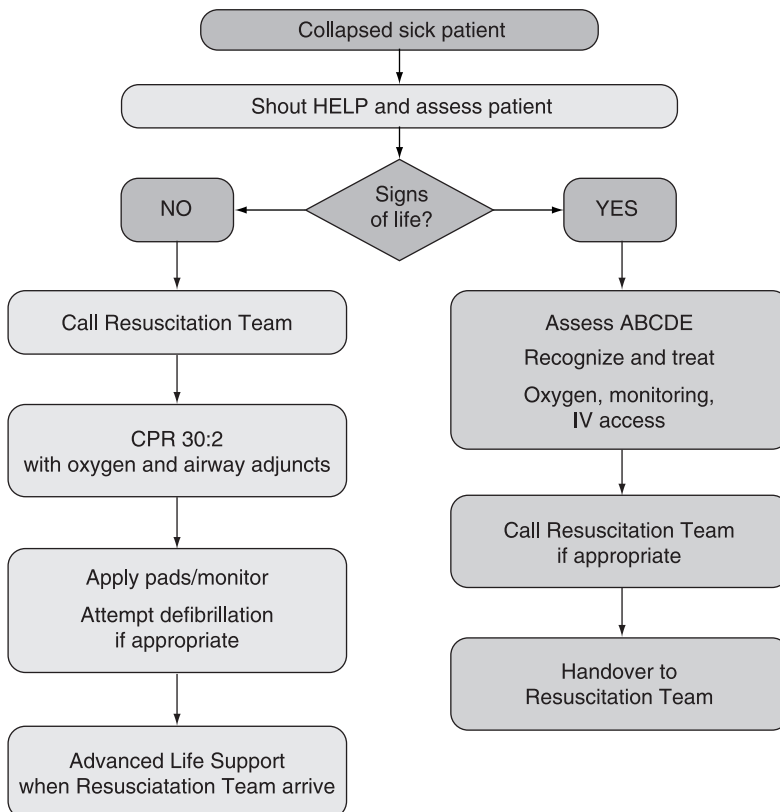 Collapsed sick patient
Shout HELP and assess patient
Signs
of life?
NO
YES
Call Resuscitation Team
CPR 30:2
with oxygen and airway adjuncts
Apply pads/monitor
Attempt defibrillation
if appropriate
Advanced Life Support
when Resusciatation Team arrive
Assess ABCDE
Recognize and treat
Oxygen, monitoring,
IV access
Call Resuscitation Team
if appropriate
Handover to
Resuscitation Team